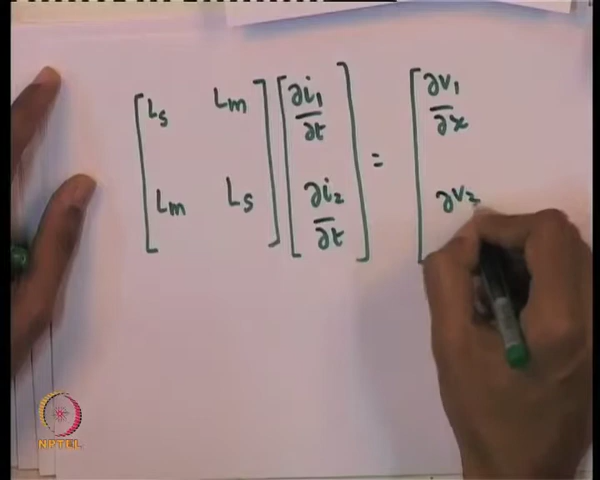 [ Ls Lm ] [ ∂i1/∂t ] = [ ∂v1/∂x
[ Lm Ls ] [ ∂i2/∂t ] [ ∂v2
NPTEL